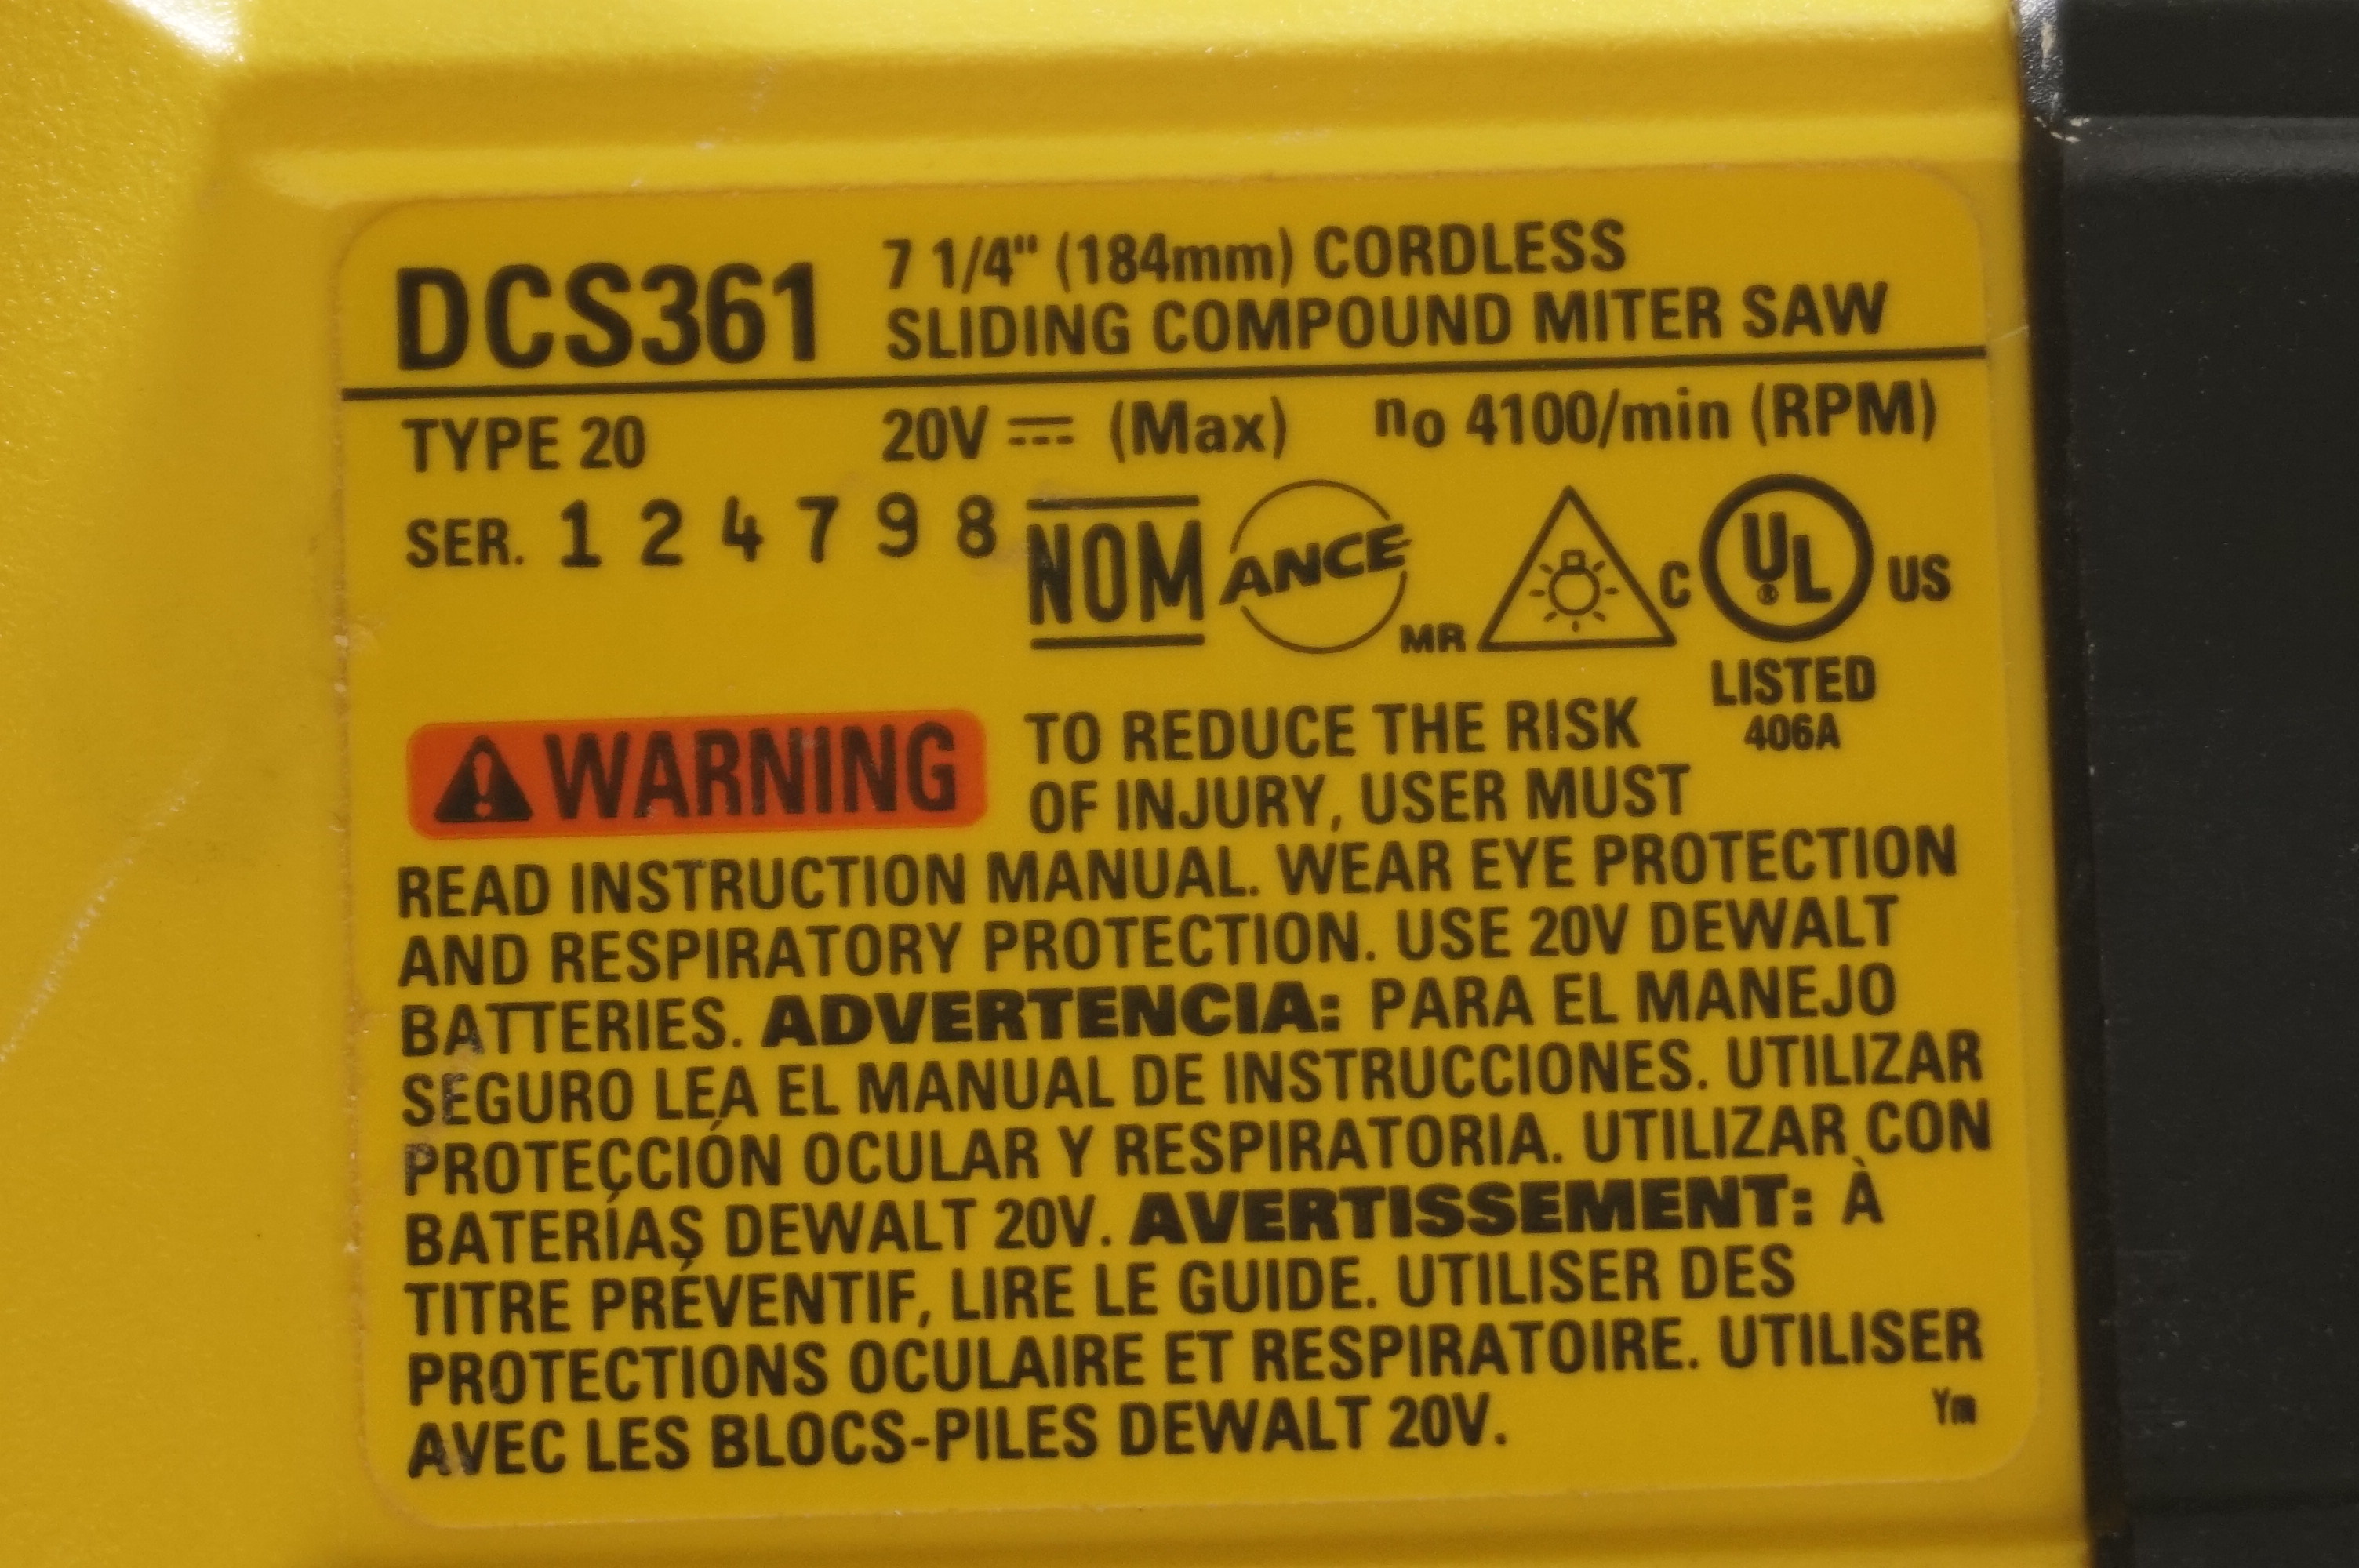 DCS361 7 1/4" (184mm) CORDLESS
SLIDING COMPOUND MITER SAW
TYPE 20 20V ⎓ (Max) no 4100/min (RPM)
SER. 1 2 4 7 9 8 NOM ANCE MR C UL ® US
LISTED
406A
WARNING TO REDUCE THE RISK
OF INJURY, USER MUST
READ INSTRUCTION MANUAL. WEAR EYE PROTECTION
AND RESPIRATORY PROTECTION. USE 20V DEWALT
BATTERIES. ADVERTENCIA: PARA EL MANEJO
SEGURO LEA EL MANUAL DE INSTRUCCIONES. UTILIZAR
PROTECCIÓN OCULAR Y RESPIRATORIA. UTILIZAR CON
BATERÍAS DEWALT 20V. AVERTISSEMENT: À
TITRE PRÉVENTIF, LIRE LE GUIDE. UTILISER DES
PROTECTIONS OCULAIRE ET RESPIRATOIRE. UTILISER
AVEC LES BLOCS-PILES DEWALT 20V.
Ym